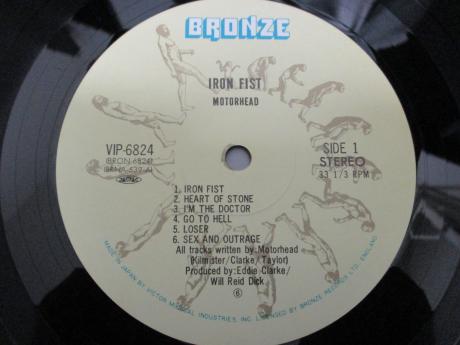 BRONZE
IRON FIST
MOTORHEAD
VIP-6824
(BRON-6824)
SIDE 1
STEREO
33 1/3 RPM
1. IRON FIST
2. HEART OF STONE
3. I'M THE DOCTOR
4. GO TO HELL
5. LOSER
6. SEX AND OUTRAGE
All tracks written by:Motorhead
(Kilmister/Clarke/Taylor)
Produced by:Eddie Clarke/
Will Reid Dick
MADE IN JAPAN BY VICTOR MUSICAL INDUSTRIES, INC. LICENSED BY BRONZE RECORDS LTD., ENGLAND.